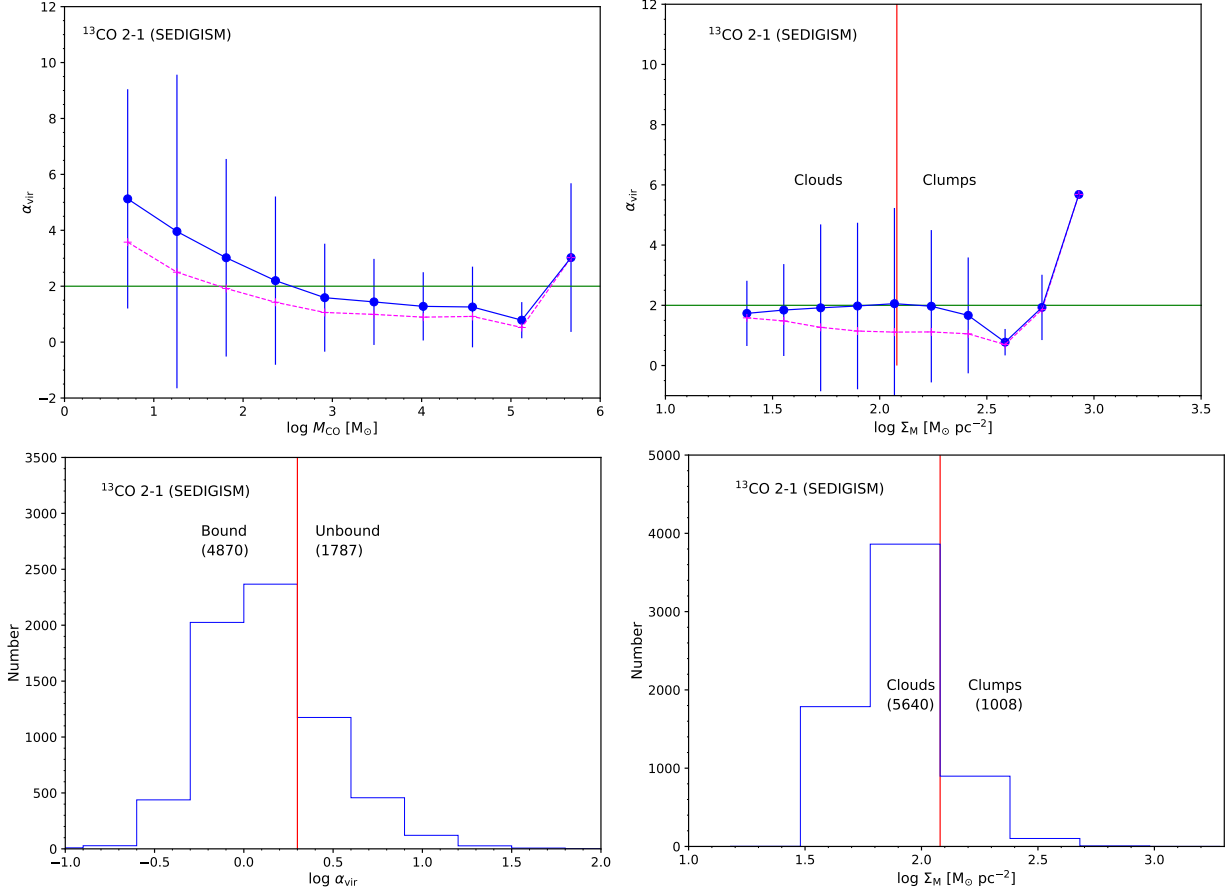 12
10
8
6
4
2
0
−2
α_vir
¹³CO 2-1 (SEDIGISM)
0 1 2 3 4 5 6
log M_CO [M_⊙]
12
10
8
6
4
2
0
α_vir
¹³CO 2-1 (SEDIGISM)
Clouds Clumps
1.0 1.5 2.0 2.5 3.0 3.5
log Σ_M [M_⊙ pc⁻²]
3500
3000
2500
2000
1500
1000
500
0
Number
¹³CO 2-1 (SEDIGISM)
Bound Unbound
(4870) (1787)
−1.0 −0.5 0.0 0.5 1.0 1.5 2.0
log α_vir
5000
4000
3000
2000
1000
0
Number
¹³CO 2-1 (SEDIGISM)
Clouds Clumps
(5640) (1008)
1.0 1.5 2.0 2.5 3.0
log Σ_M [M_⊙ pc⁻²]